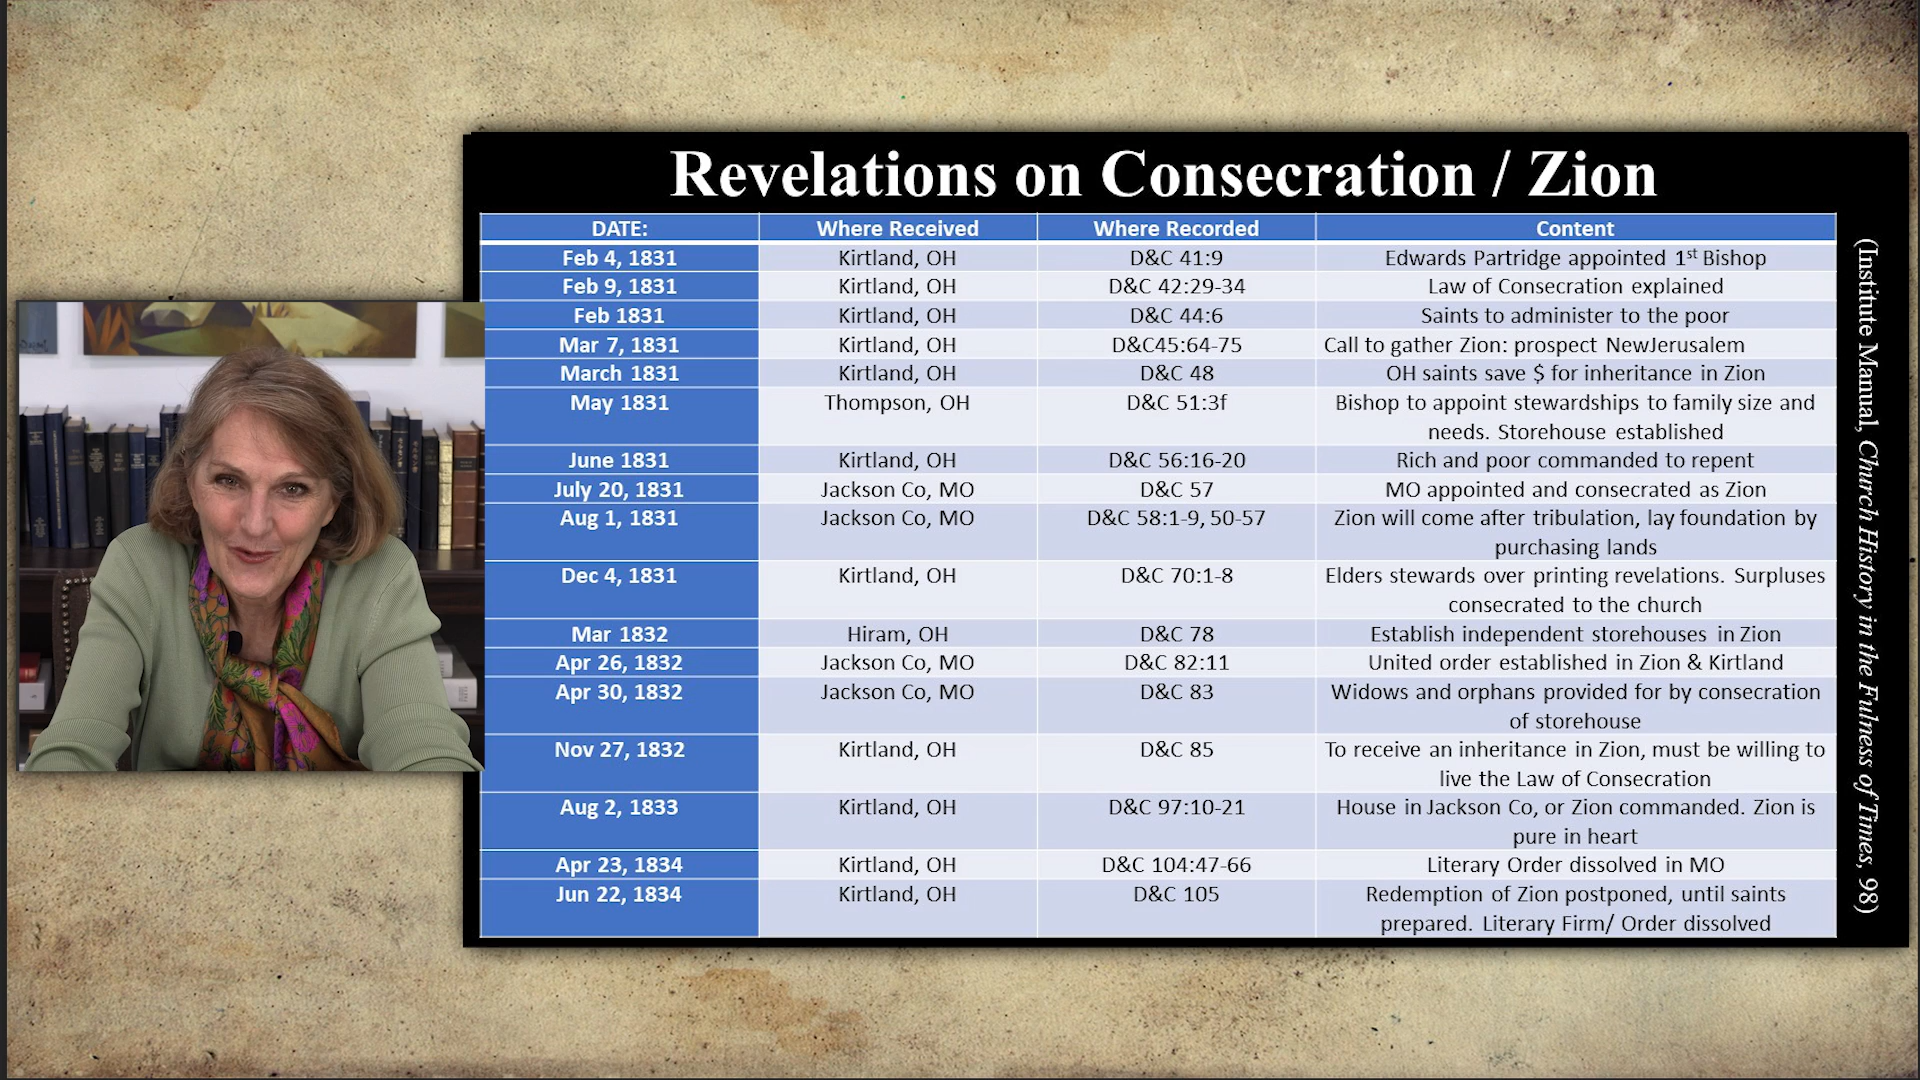 Revelations on Consecration / Zion
DATE: Where Received Where Recorded Content
Feb 4, 1831 Kirtland, OH D&C 41:9 Edwards Partridge appointed 1st Bishop
Feb 9, 1831 Kirtland, OH D&C 42:29-34 Law of Consecration explained
Feb 1831 Kirtland, OH D&C 44:6 Saints to administer to the poor
Mar 7, 1831 Kirtland, OH D&C45:64-75 Call to gather Zion: prospect NewJerusalem
March 1831 Kirtland, OH D&C 48 OH saints save $ for inheritance in Zion
May 1831 Thompson, OH D&C 51:3f Bishop to appoint stewardships to family size and
needs. Storehouse established
June 1831 Kirtland, OH D&C 56:16-20 Rich and poor commanded to repent
July 20, 1831 Jackson Co, MO D&C 57 MO appointed and consecrated as Zion
Aug 1, 1831 Jackson Co, MO D&C 58:1-9, 50-57 Zion will come after tribulation, lay foundation by
purchasing lands
Dec 4, 1831 Kirtland, OH D&C 70:1-8 Elders stewards over printing revelations. Surpluses
consecrated to the church
Mar 1832 Hiram, OH D&C 78 Establish independent storehouses in Zion
Apr 26, 1832 Jackson Co, MO D&C 82:11 United order established in Zion & Kirtland
Apr 30, 1832 Jackson Co, MO D&C 83 Widows and orphans provided for by consecration
of storehouse
Nov 27, 1832 Kirtland, OH D&C 85 To receive an inheritance in Zion, must be willing to
live the Law of Consecration
Aug 2, 1833 Kirtland, OH D&C 97:10-21 House in Jackson Co, or Zion commanded. Zion is
pure in heart
Apr 23, 1834 Kirtland, OH D&C 104:47-66 Literary Order dissolved in MO
Jun 22, 1834 Kirtland, OH D&C 105 Redemption of Zion postponed, until saints
prepared. Literary Firm/ Order dissolved
(Institute Manual, Church History in the Fulness of Times, 98)